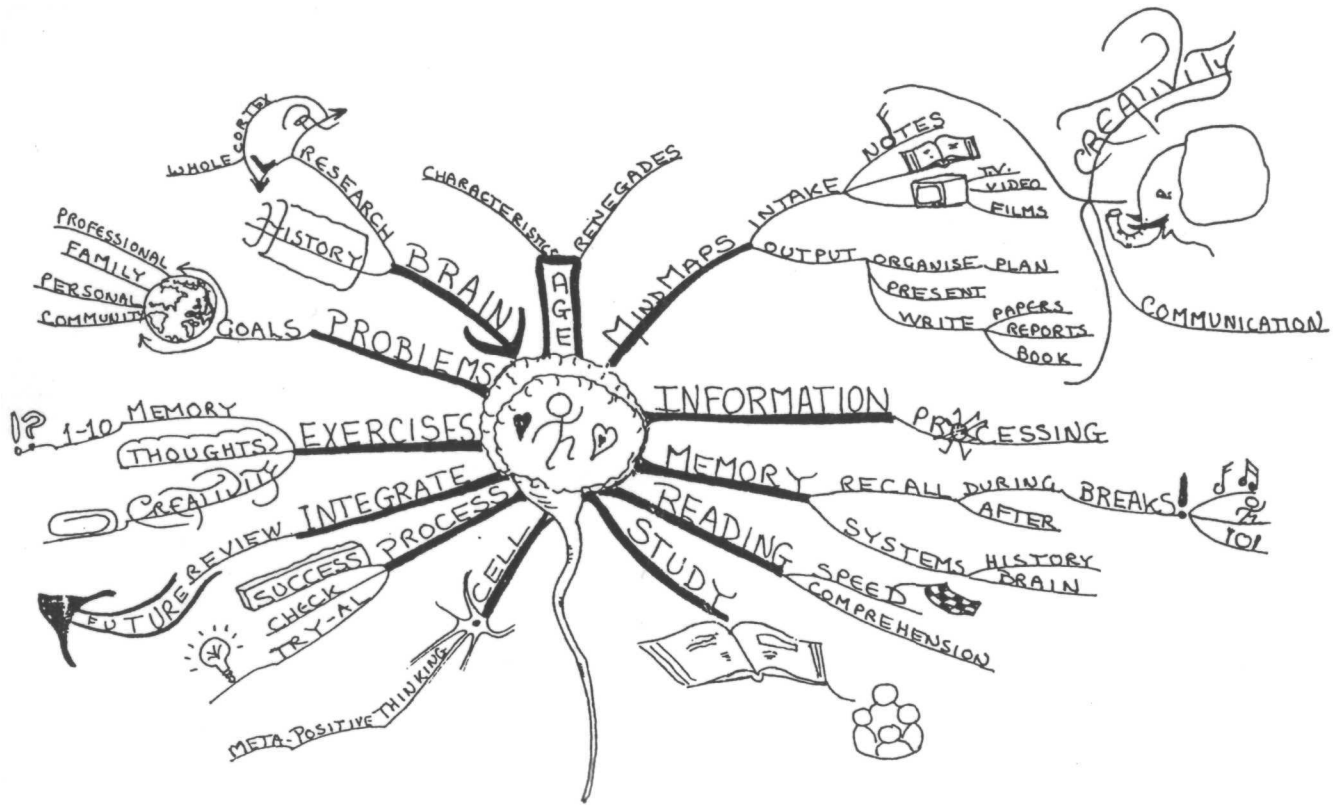 AGE
CHARACTERISTICS
RENEGADES
MIND MAPS
INTAKE
NOTES
T.V.
VIDEO
FILMS
OUTPUT
ORGANISE PLAN
PRESENT
WRITE
PAPERS
REPORTS
BOOK
CREATIVITY
COMMUNICATION
INFORMATION
PROCESSING
MEMORY
RECALL
DURING
AFTER
BREAKS!
SYSTEMS
HISTORY
BRAIN
READING
SPEED
COMPREHENSION
STUDY
CELL
META-POSITIVE THINKING
PROCESS
SUCCESS
CHECK
TRY-AL
INTEGRATE
REVIEW
FUTURE
EXERCISES
MEMORY
1-10
!?
THOUGHTS
CREATIVITY
PROBLEMS
GOALS
PROFESSIONAL
FAMILY
PERSONAL
COMMUNITY
BRAIN
RESEARCH
WHOLE CORTEX
HISTORY